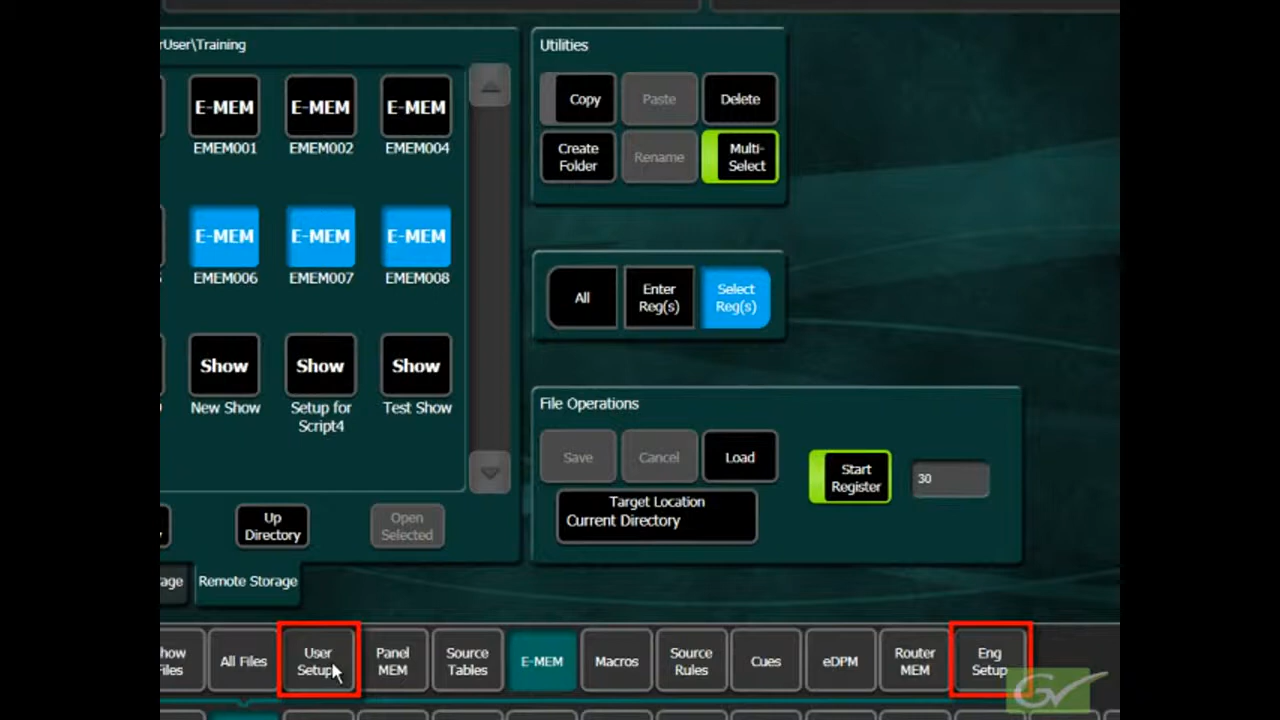 rUser\Training
Utilities
E-MEM E-MEM E-MEM
EMEM001 EMEM002 EMEM004
Copy Paste Delete
Create
Folder
Rename
Multi-
Select
E-MEM E-MEM E-MEM
EMEM006 EMEM007 EMEM008
All
Enter
Reg(s)
Select
Reg(s)
Show Show Show
New Show
Setup for
Script4
Test Show
File Operations
Save Cancel Load
Start
Register
30
Target Location
Current Directory
Up
Directory
Open
Selected
age
Remote Storage
how
Files
All Files
User
Setup
Panel
MEM
Source
Tables
E-MEM
Macros
Source
Rules
Cues
eDPM
Router
MEM
Eng
Setup
GV